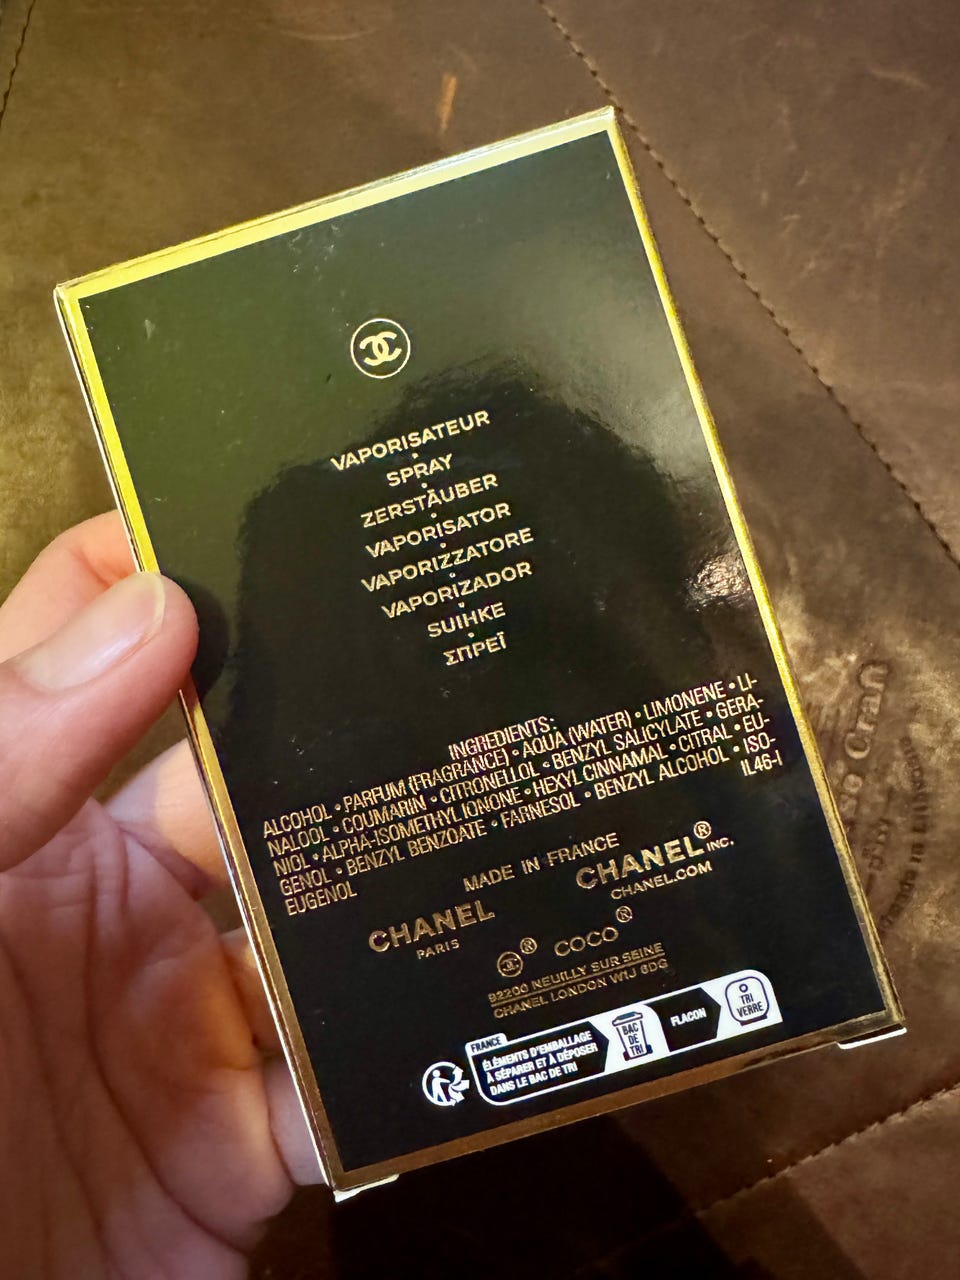 VAPORISATEUR
•
SPRAY
•
ZERSTÄUBER
•
VAPORISATOR
•
VAPORIZZATORE
•
VAPORIZADOR
•
SUIHKE
•
ΣΠΡΕΪ
INGREDIENTS:
ALCOHOL • PARFUM (FRAGRANCE) • AQUA (WATER) • LIMONENE • LI-
NALOOL • COUMARIN • CITRONELLOL • BENZYL SALICYLATE • GERA-
NIOL • ALPHA-ISOMETHYL IONONE • HEXYL CINNAMAL • CITRAL • EU-
GENOL • BENZYL BENZOATE • FARNESOL • BENZYL ALCOHOL • ISO-
EUGENOL IL46-1
MADE IN FRANCE
CHANEL
PARIS
CHANEL® INC.
CHANEL.COM
® COCO®
92200 NEUILLY SUR SEINE
CHANEL LONDON W1J 6DG
FRANCE
ÉLÉMENTS D'EMBALLAGE
À SÉPARER ET À DÉPOSER
DANS LE BAC DE TRI
BAC
DE
TRI
FLACON
TRI
VERRE